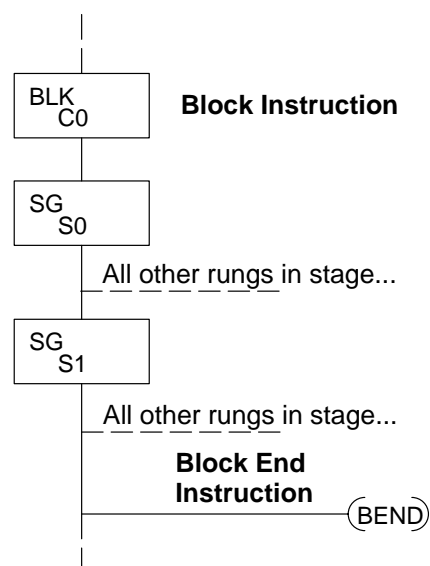 BLK
C0
Block Instruction
SG
S0
All other rungs in stage...
SG
S1
All other rungs in stage...
Block End
Instruction
BEND